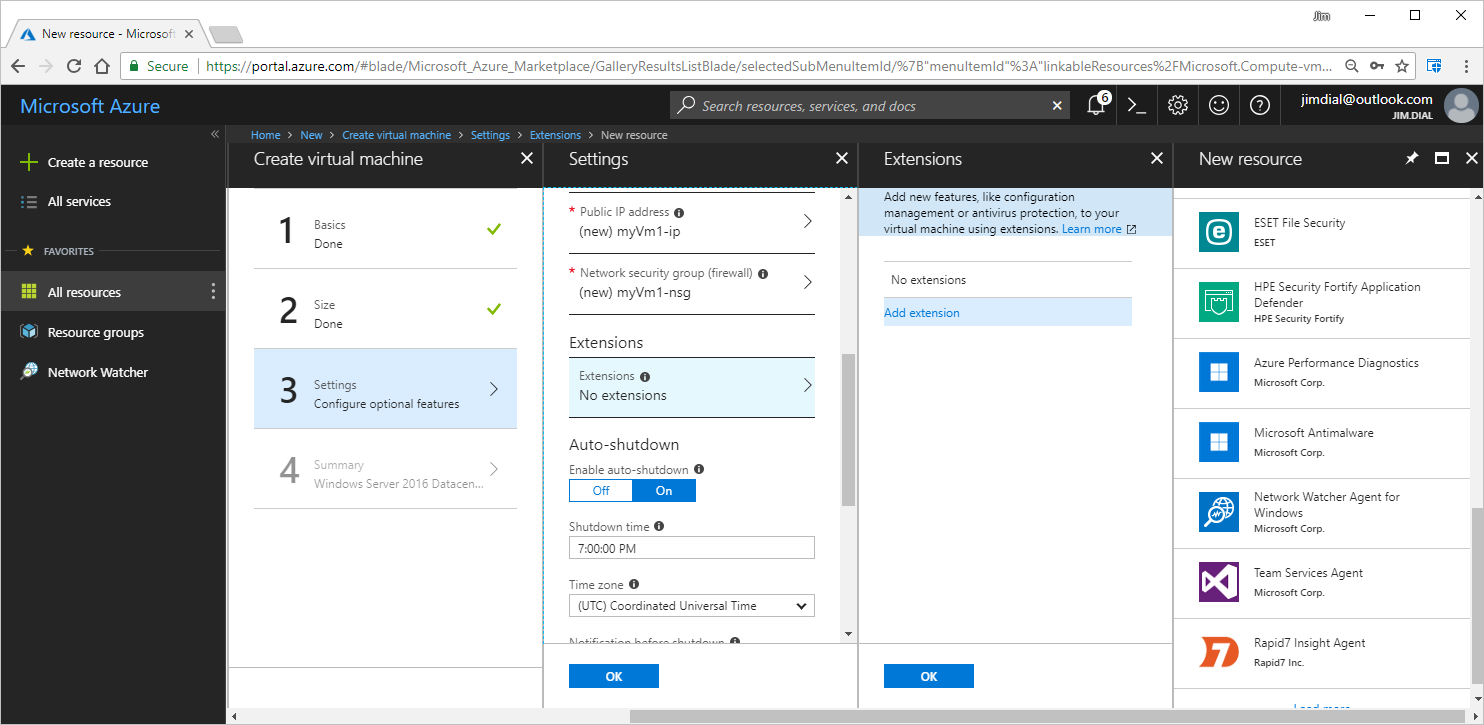 Jim
New resource - Microsoft
Secure
https://portal.azure.com/#blade/Microsoft_Azure_Marketplace/GalleryResultsListBlade/selectedSubMenuItemId/%7B"menuItemId"%3A"linkableResources%2FMicrosoft.Compute-vm...
Microsoft Azure
Search resources, services, and docs
6
jimdial@outlook.com
JIM.DIAL
Home > New > Create virtual machine > Settings > Extensions > New resource
Create a resource
All services
FAVORITES
All resources
Resource groups
Network Watcher
Create virtual machine
1
Basics
Done
2
Size
Done
3
Settings
Configure optional features
4
Summary
Windows Server 2016 Datacen...
Settings
* Public IP address
(new) myVm1-ip
* Network security group (firewall)
(new) myVm1-nsg
Extensions
Extensions
No extensions
Auto-shutdown
Enable auto-shutdown
Off On
Shutdown time
7:00:00 PM
Time zone
(UTC) Coordinated Universal Time
Notification before shutdown
OK
Extensions
Add new features, like configuration
management or antivirus protection, to your
virtual machine using extensions. Learn more
No extensions
Add extension
OK
New resource
ESET File Security
ESET
HPE Security Fortify Application
Defender
HPE Security Fortify
Azure Performance Diagnostics
Microsoft Corp.
Microsoft Antimalware
Microsoft Corp.
Network Watcher Agent for
Windows
Microsoft Corp.
Team Services Agent
Microsoft Corp.
Rapid7 Insight Agent
Rapid7 Inc.
Load more